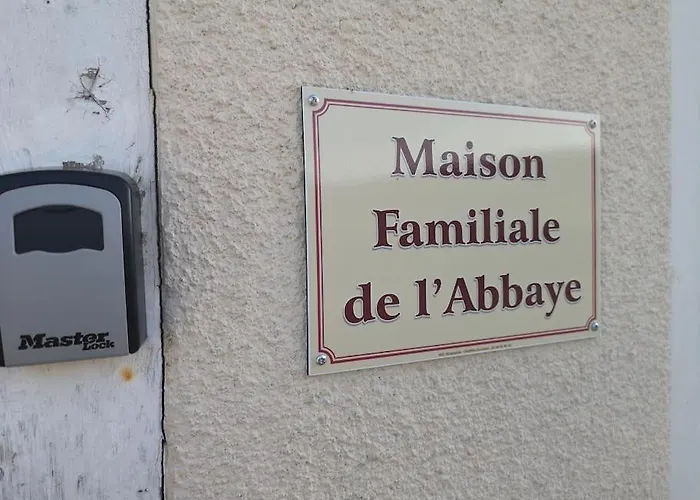 Maison
Familiale
de l'Abbaye
Master
Lock